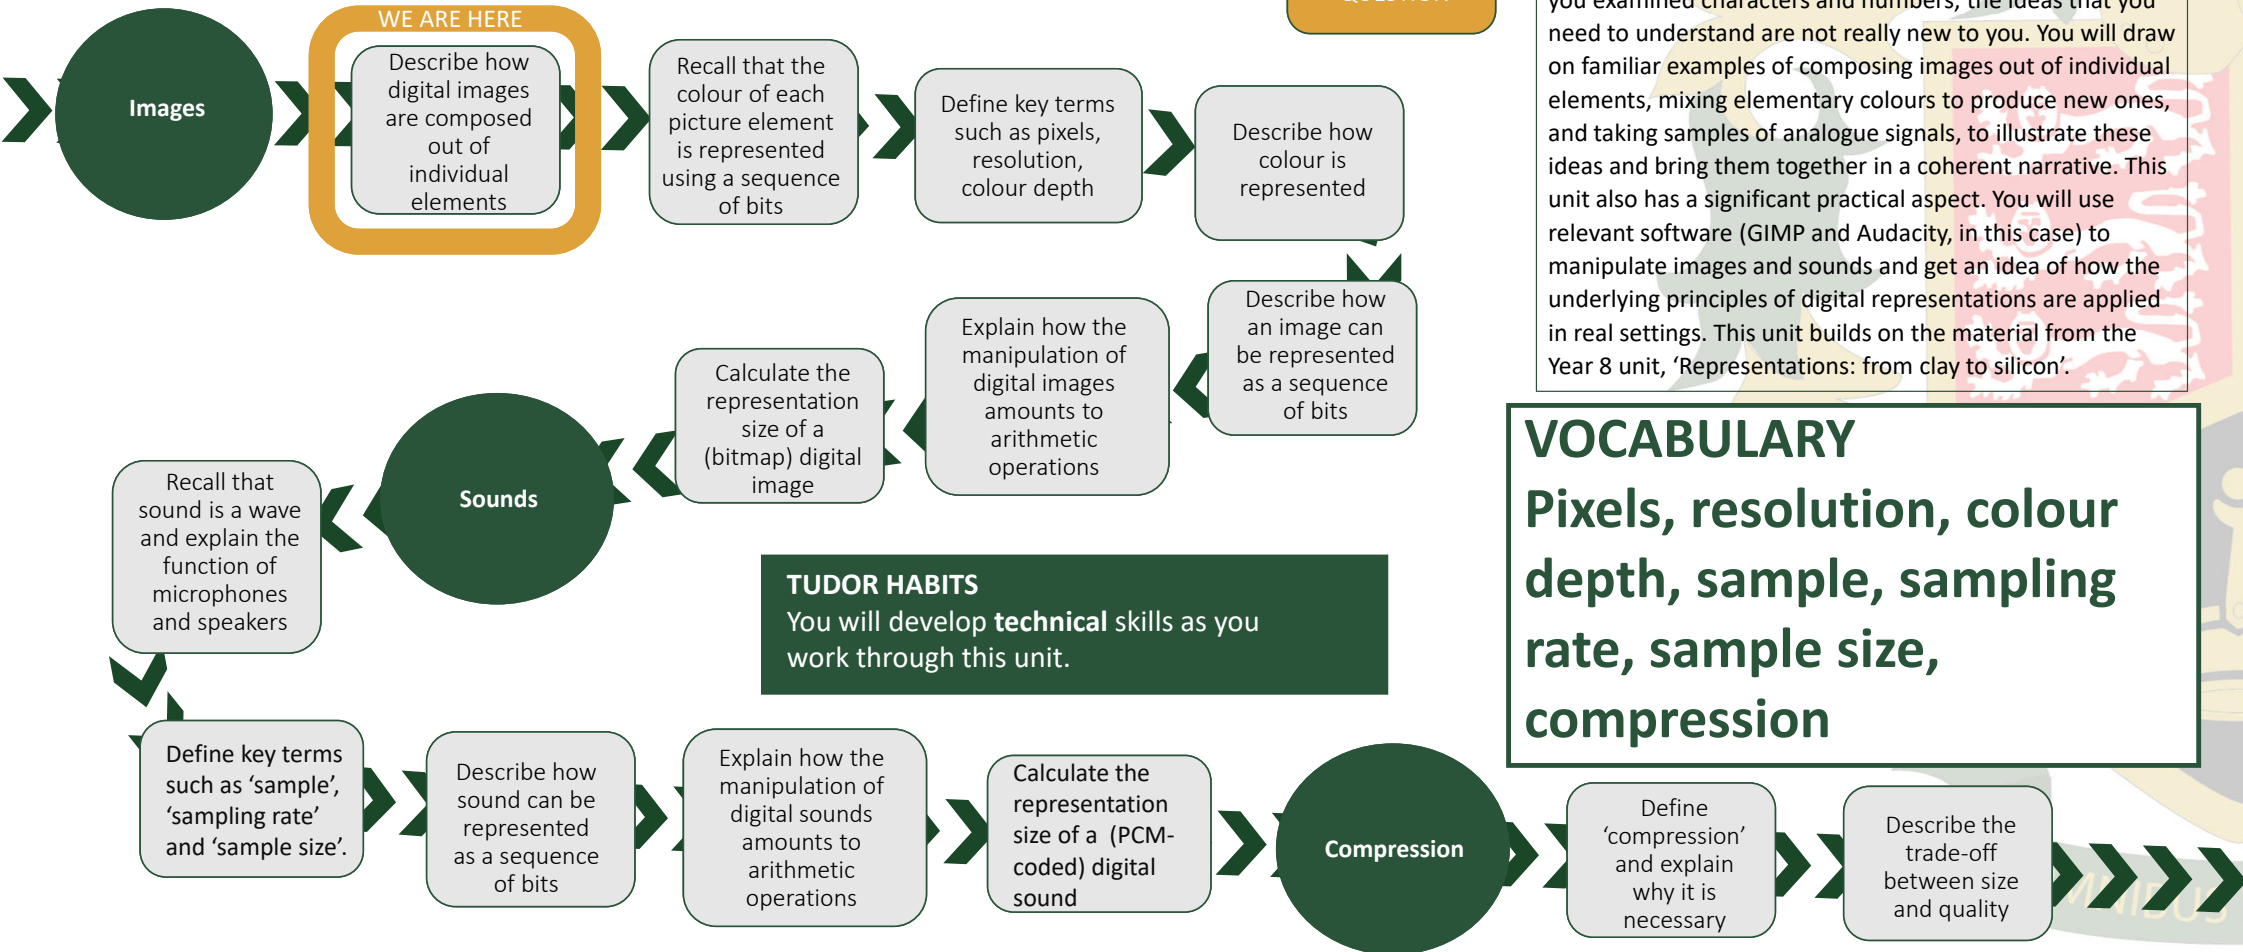 WE ARE HERE
Images
Describe how
digital images
are composed
out of
individual
elements
Recall that the
colour of each
picture element
is represented
using a sequence
of bits
Define key terms
such as pixels,
resolution,
colour depth
Describe how
colour is
represented
Describe how
an image can
be represented
as a sequence
of bits
Explain how the
manipulation of
digital images
amounts to
arithmetic
operations
Calculate the
representation
size of a
(bitmap) digital
image
Sounds
Recall that
sound is a wave
and explain the
function of
microphones
and speakers
Define key terms
such as ‘sample’,
‘sampling rate’
and ‘sample size’.
Describe how
sound can be
represented
as a sequence
of bits
Explain how the
manipulation of
digital sounds
amounts to
arithmetic
operations
Calculate the
representation
size of a (PCM-
coded) digital
sound
Compression
Define
‘compression’
and explain
why it is
necessary
Describe the
trade-off
between size
and quality
TUDOR HABITS
You will develop technical skills as you
work through this unit.
you examined characters and numbers, the ideas that you
need to understand are not really new to you. You will draw
on familiar examples of composing images out of individual
elements, mixing elementary colours to produce new ones,
and taking samples of analogue signals, to illustrate these
ideas and bring them together in a coherent narrative. This
unit also has a significant practical aspect. You will use
relevant software (GIMP and Audacity, in this case) to
manipulate images and sounds and get an idea of how the
underlying principles of digital representations are applied
in real settings. This unit builds on the material from the
Year 8 unit, ‘Representations: from clay to silicon’.
VOCABULARY
Pixels, resolution, colour
depth, sample, sampling
rate, sample size,
compression